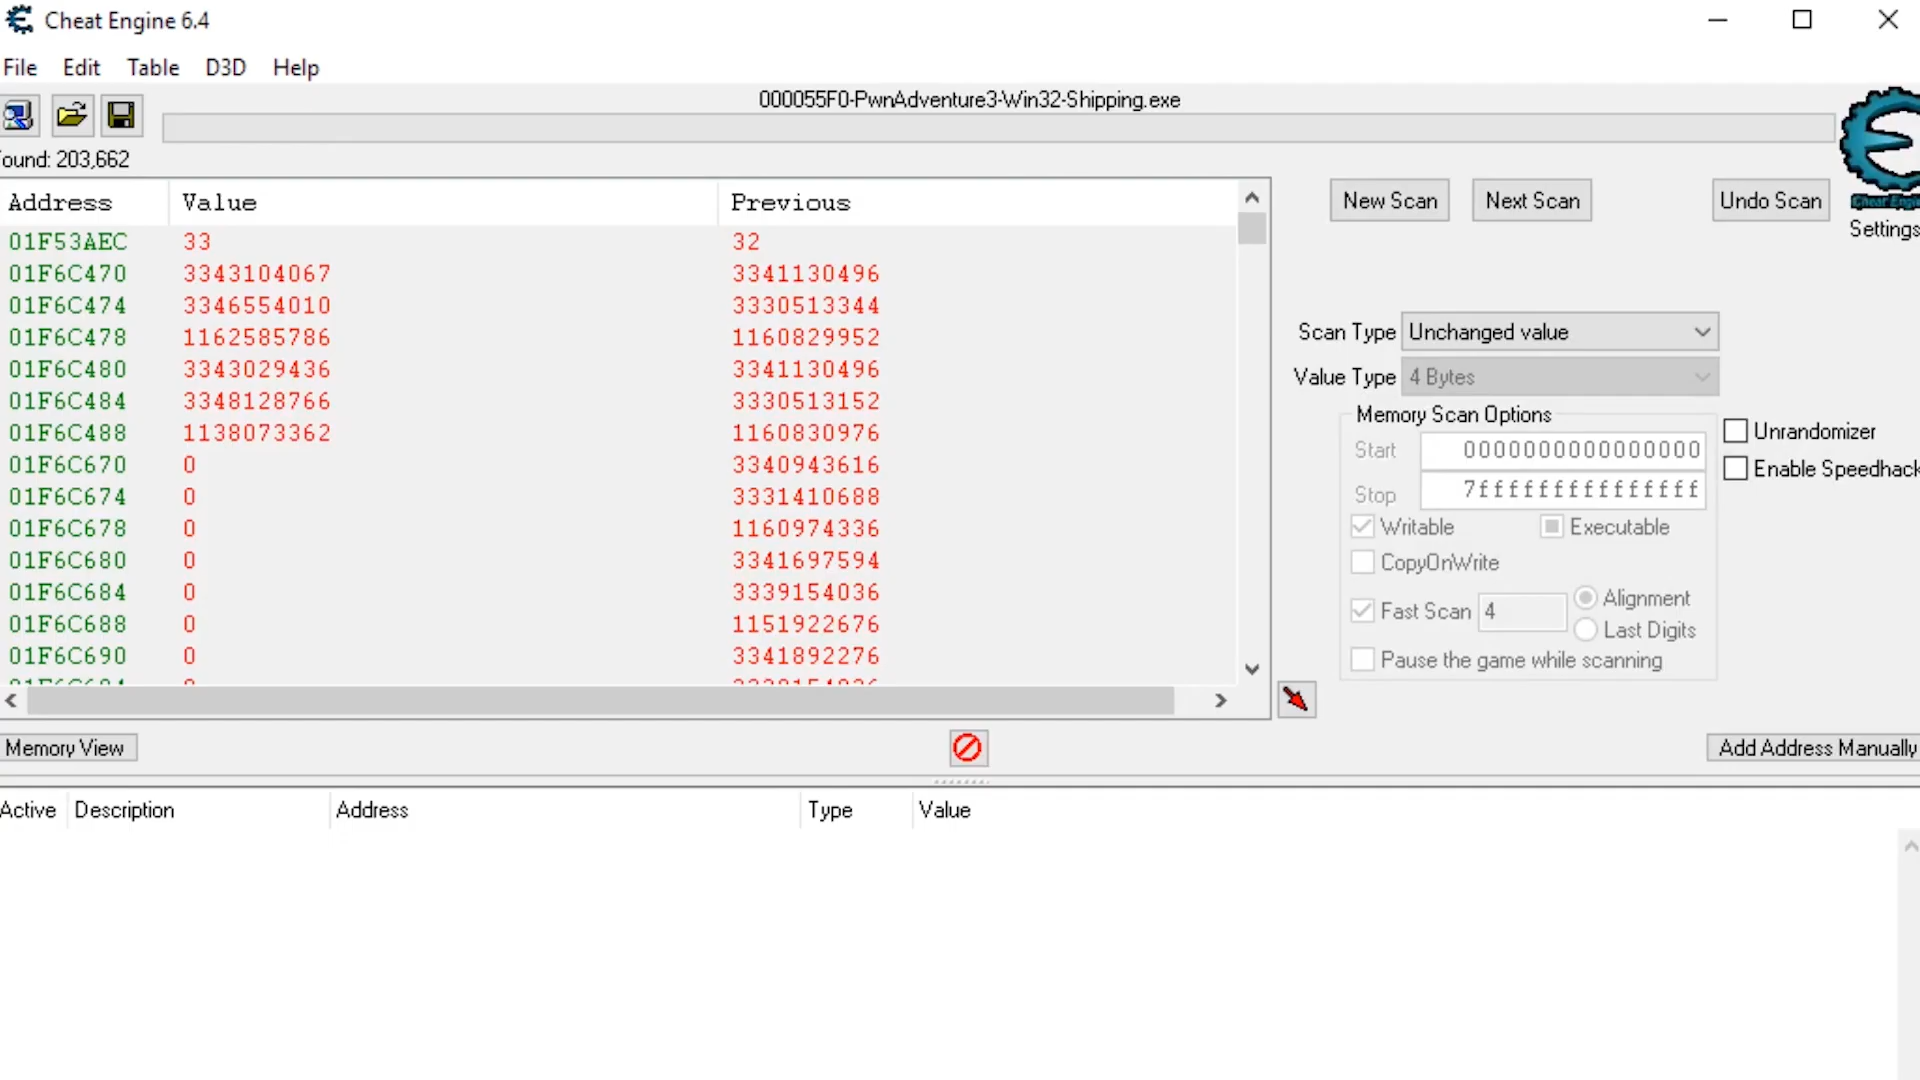 Cheat Engine 6.4
File Edit Table D3D Help
000055F0-PwnAdventure3-Win32-Shipping.exe
ound: 203,662
Address Value Previous
01F53AEC 33 32
01F6C470 3343104067 3341130496
01F6C474 3346554010 3330513344
01F6C478 1162585786 1160829952
01F6C480 3343029436 3341130496
01F6C484 3348128766 3330513152
01F6C488 1138073362 1160830976
01F6C670 0 3340943616
01F6C674 0 3331410688
01F6C678 0 1160974336
01F6C680 0 3341697594
01F6C684 0 3339154036
01F6C688 0 1151922676
01F6C690 0 3341892276
New Scan Next Scan Undo Scan
Cheat Engin
Settings
Scan Type Unchanged value
Value Type 4 Bytes
Memory Scan Options
Start 0000000000000000
Stop 7fffffffffffffff
Writable Executable
CopyOnWrite
Fast Scan 4 Alignment
Last Digits
Pause the game while scanning
Unrandomizer
Enable Speedhack
Memory View Add Address Manually
Active Description Address Type Value